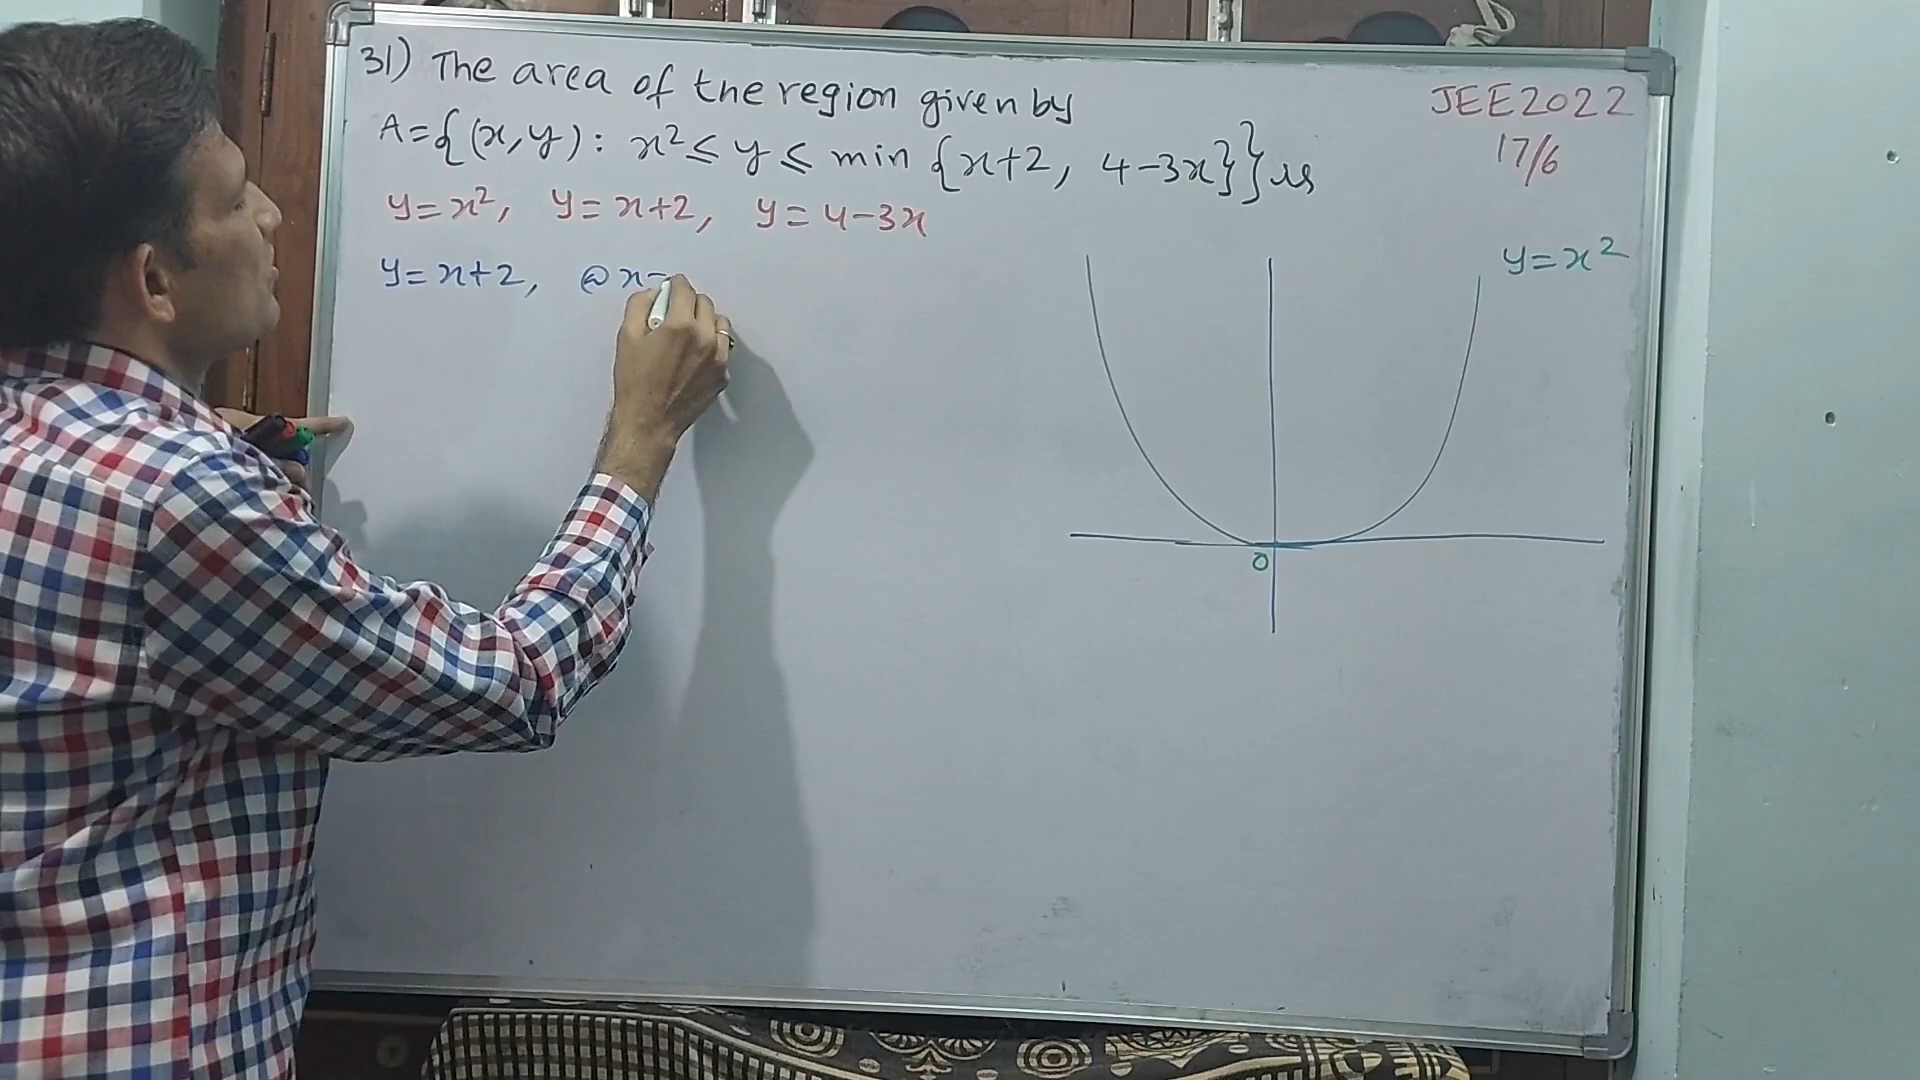 31) The area of the region given by
A={(x,y): x²≤ y ≤ min {x+2, 4-3x}} is
JEE2022
17/6
y=x², y=x+2, y=4-3x
y=x+2, @ x=
y=x²
0